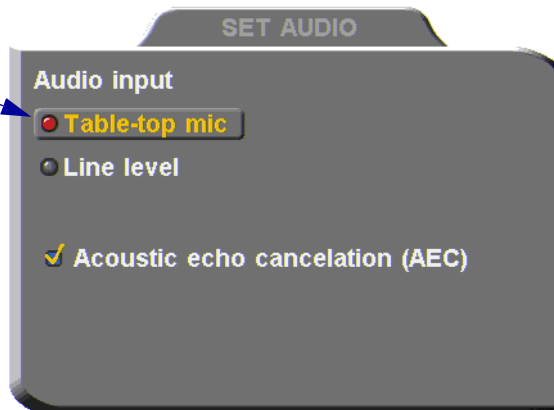 SET AUDIO
Audio input
Table-top mic
Line level
Acoustic echo cancelation (AEC)